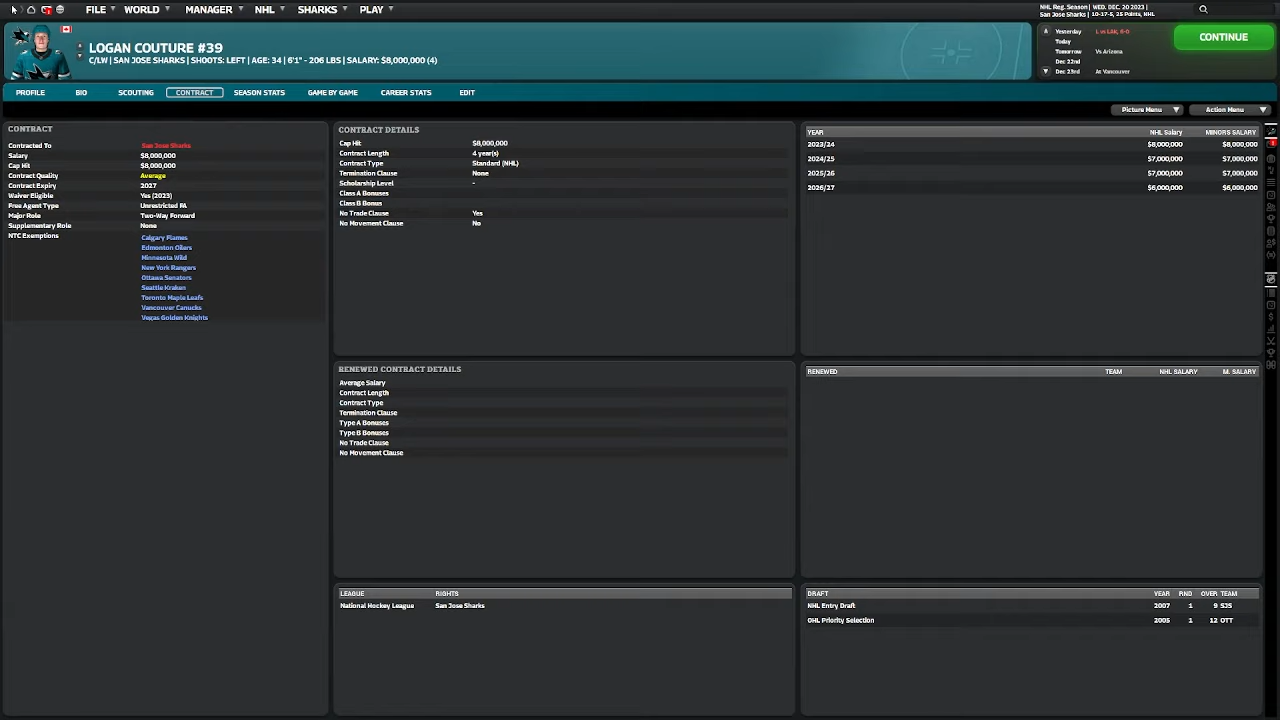 FILE WORLD MANAGER NHL SHARKS PLAY
NHL Reg. Season | WED. DEC. 20 2023 |
San Jose Sharks | 10-17-5, 25 Points, NHL
LOGAN COUTURE #39
C/LW | SAN JOSE SHARKS | SHOOTS: LEFT | AGE: 34 | 6'1" - 206 LBS | SALARY: $8,000,000 (4)
Yesterday L vs LAK, 6-0
Today
Tomorrow Vs Arizona
Dec 22nd
Dec 23rd At Vancouver
CONTINUE
PROFILE BIO SCOUTING CONTRACT SEASON STATS GAME BY GAME CAREER STATS EDIT
Picture Menu Action Menu
CONTRACT
Contracted To San Jose Sharks
Salary $8,000,000
Cap Hit $8,000,000
Contract Quality Average
Contract Expiry 2027
Waiver Eligible Yes (2023)
Free Agent Type Unrestricted FA
Major Role Two-Way Forward
Supplementary Role None
NTC Exemptions Calgary Flames
Edmonton Oilers
Minnesota Wild
New York Rangers
Ottawa Senators
Seattle Kraken
Toronto Maple Leafs
Vancouver Canucks
Vegas Golden Knights
CONTRACT DETAILS
Cap Hit $8,000,000
Contract Length 4 year(s)
Contract Type Standard (NHL)
Termination Clause None
Scholarship Level -
Class A Bonuses
Class B Bonus
No Trade Clause Yes
No Movement Clause No
YEAR NHL Salary MINORS SALARY
2023/24 $8,000,000 $8,000,000
2024/25 $7,000,000 $7,000,000
2025/26 $7,000,000 $7,000,000
2026/27 $6,000,000 $6,000,000
RENEWED CONTRACT DETAILS
Average Salary
Contract Length
Contract Type
Termination Clause
Type A Bonuses
Type B Bonuses
No Trade Clause
No Movement Clause
RENEWED TEAM NHL SALARY M. SALARY
LEAGUE RIGHTS
National Hockey League San Jose Sharks
DRAFT YEAR RND OVER TEAM
NHL Entry Draft 2007 1 9 SJS
OHL Priority Selection 2005 1 12 OTT